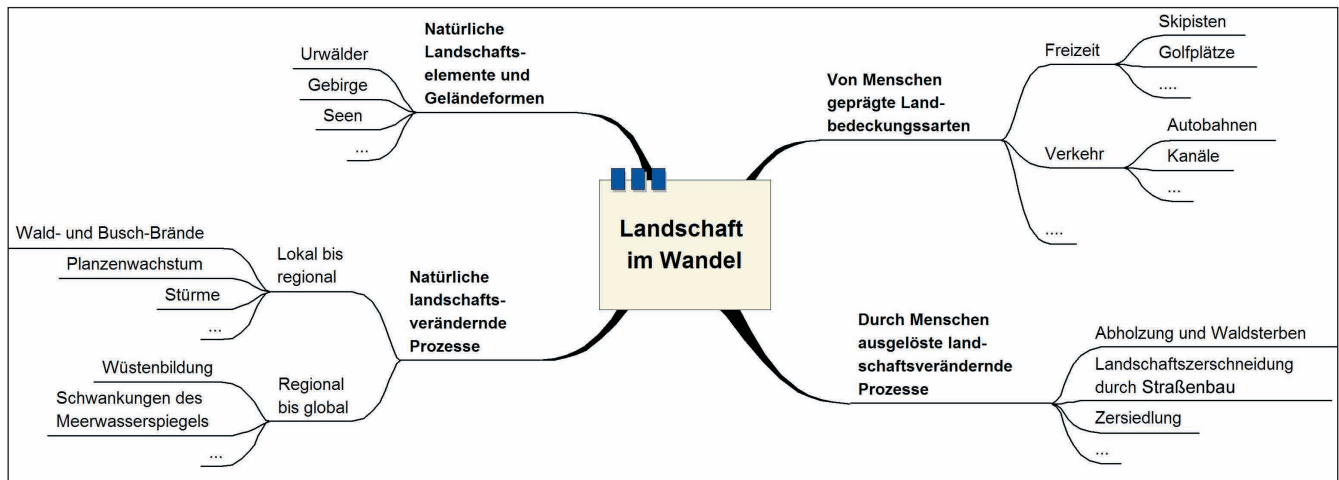 Natürliche
Landschafts-
elemente und
Geländeformen
Urwälder
Gebirge
Seen
...
Von Menschen
geprägte Land-
bedeckungssarten
Freizeit
Skipisten
Golfplätze
....
Verkehr
Autobahnen
Kanäle
...
....
Landschaft
im Wandel
Natürliche
landschafts-
verändernde
Prozesse
Lokal bis
regional
Wald- und Busch-Brände
Planzenwachstum
Stürme
...
Regional
bis global
Wüstenbildung
Schwankungen des
Meerwasserspiegels
...
Durch Menschen
ausgelöste land-
schaftsverändernde
Prozesse
Abholzung und Waldsterben
Landschaftszerschneidung
durch Straßenbau
Zersiedlung
...